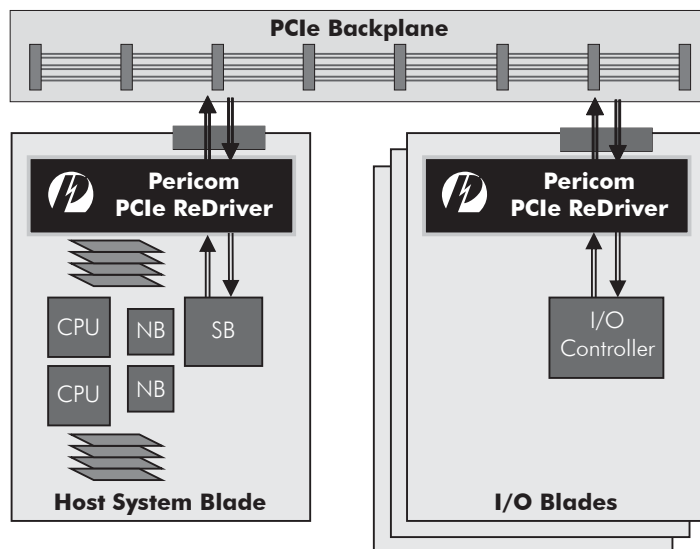 PCIe Backplane
Pericom
PCIe ReDriver
CPU
NB
SB
CPU
NB
Host System Blade
Pericom
PCIe ReDriver
I/O
Controller
I/O Blades